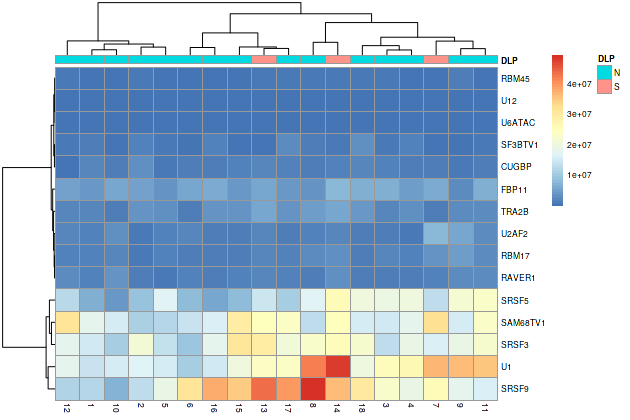 DLP
RBM45
U12
U6ATAC
SF3BTV1
CUGBP
FBP11
TRA2B
U2AF2
RBM17
RAVER1
SRSF5
SAM68TV1
SRSF3
U1
SRSF9
12 1 10 2 5 6 16 15 13 17 8 14 18 3 4 7 9 11
4e+07
3e+07
2e+07
1e+07
DLP
N
S